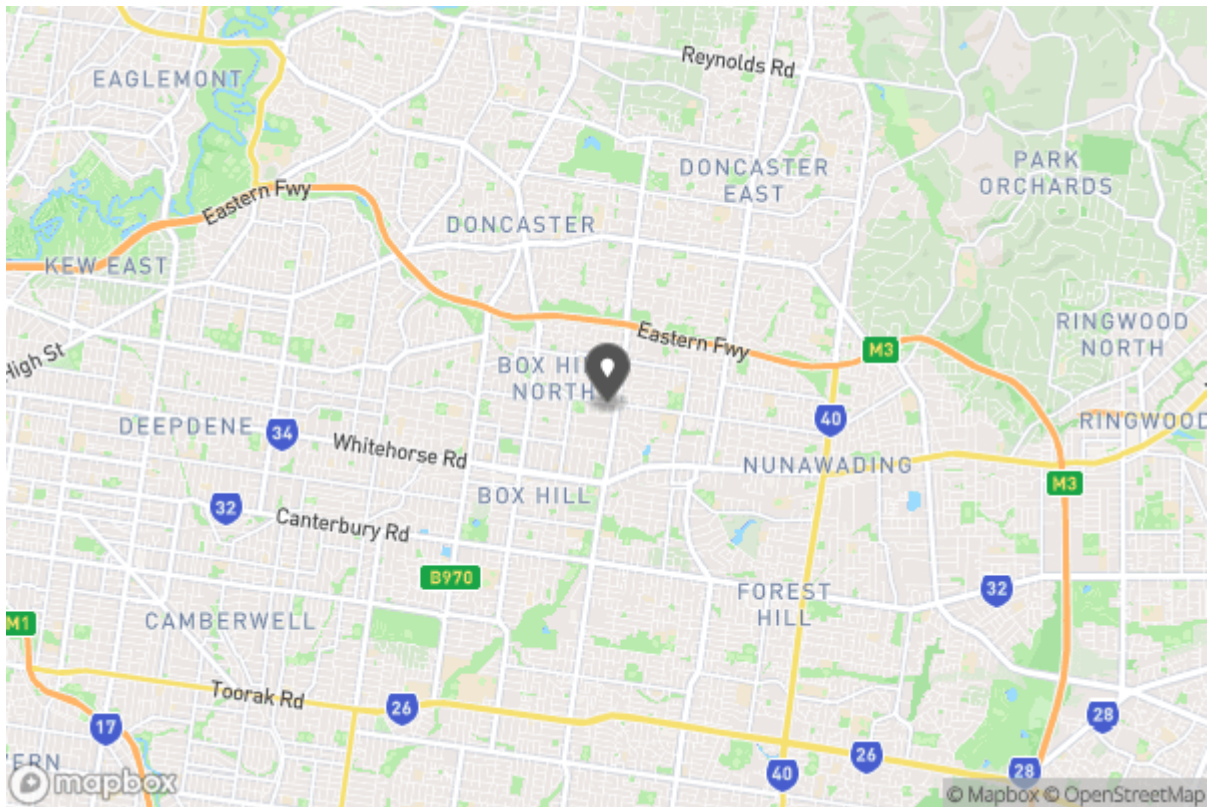 Reynolds Rd
EAGLEMONT
DONCASTER
EAST
PARK
ORCHARDS
Eastern Fwy
DONCASTER
KEW EAST
Eastern Fwy
M3
RINGWOOD
NORTH
High St
BOX HI
NORTH
40
RINGWOOD
DEEPDENE
34
Whitehorse Rd
NUNAWADING
M3
BOX HILL
32
Canterbury Rd
B970
32
FOREST
HILL
M1
CAMBERWELL
Toorak Rd
26
17
28
26
ERN
40
28
mapbox
© Mapbox © OpenStreetMap